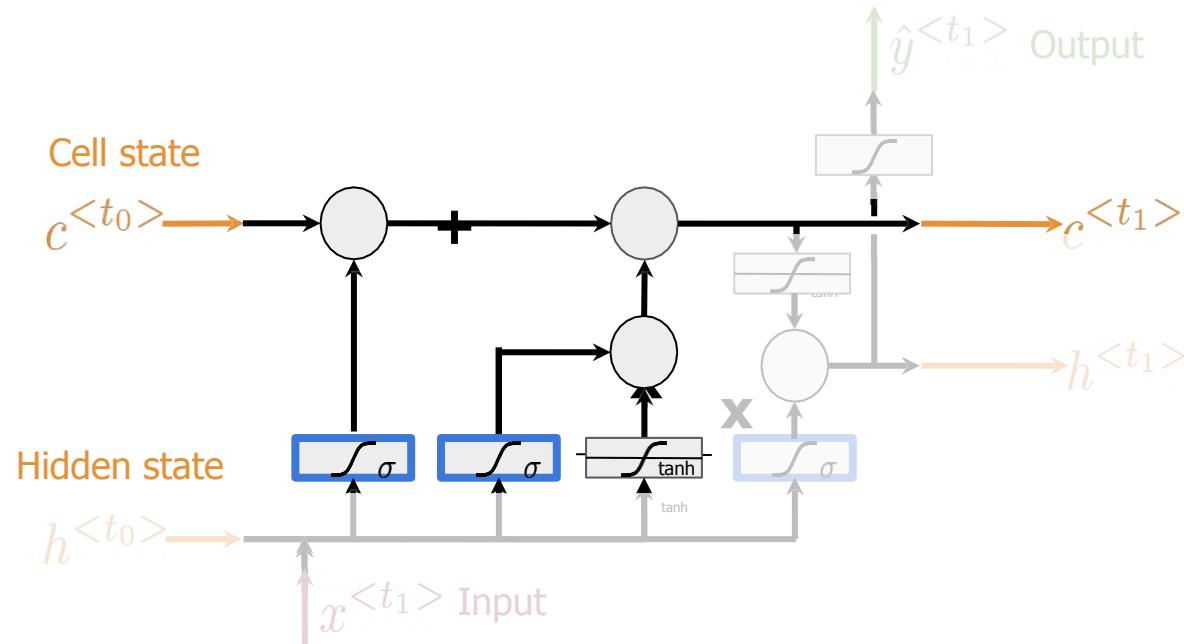 ŷ<t₁> Output
Cell state
c<t₀>
c<t₁>
+
tanh
h<t₁>
x
Hidden state
σ
σ
tanh
σ
tanh
h<t₀>
x<t₁> Input